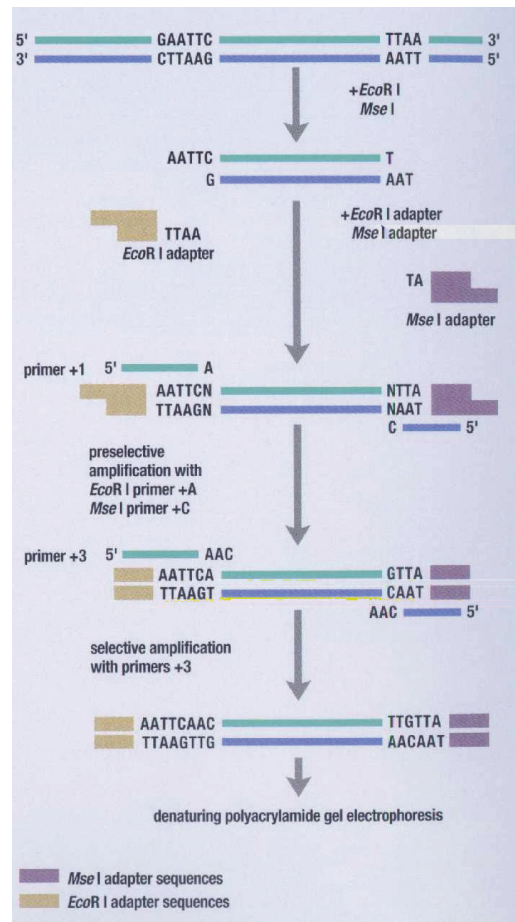 5' GAATTC TTAA 3'
3' CTTAAG AATT 5'
+EcoR I
Mse I
AATTC T
G AAT
+EcoR I adapter
Mse I adapter
TTAA
EcoR I adapter
TA
Mse I adapter
primer +1 5' A
AATTCN NTTA
TTAAGN NAAT
C 5'
preselective
amplification with
EcoR I primer +A
Mse I primer +C
primer +3 5' AAC
AATTCA GTTA
TTAAGT CAAT
AAC 5'
selective amplification
with primers +3
AATTCAAC TTGTTA
TTAAGTTG AACAAT
denaturing polyacrylamide gel electrophoresis
Mse I adapter sequences
EcoR I adapter sequences